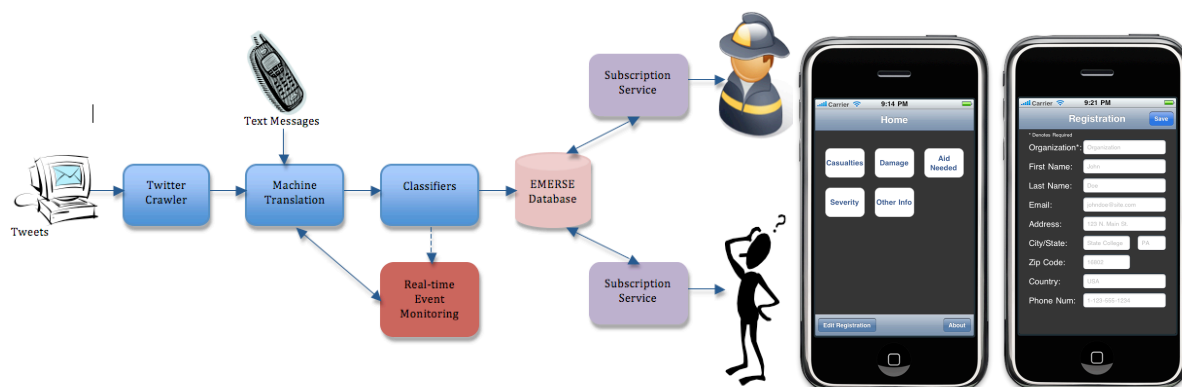 Text Messages
Tweets
Twitter
Crawler
Machine
Translation
Classifiers
Real-time
Event
Monitoring
EMERSE
Database
Subscription
Service
Subscription
Service
?
Carrier 9:14 PM
Home
Casualties
Damage
Aid
Needed
Severity
Other Info
Edit Registration
About
Carrier 9:21 PM
Registration
Save
* Denotes Required
Organization*: Organization
First Name: John
Last Name: Doe
Email: johndoe@site.com
Address: 123 N. Main St.
City/State: State College PA
Zip Code: 16802
Country: USA
Phone Num: 1-123-555-1234